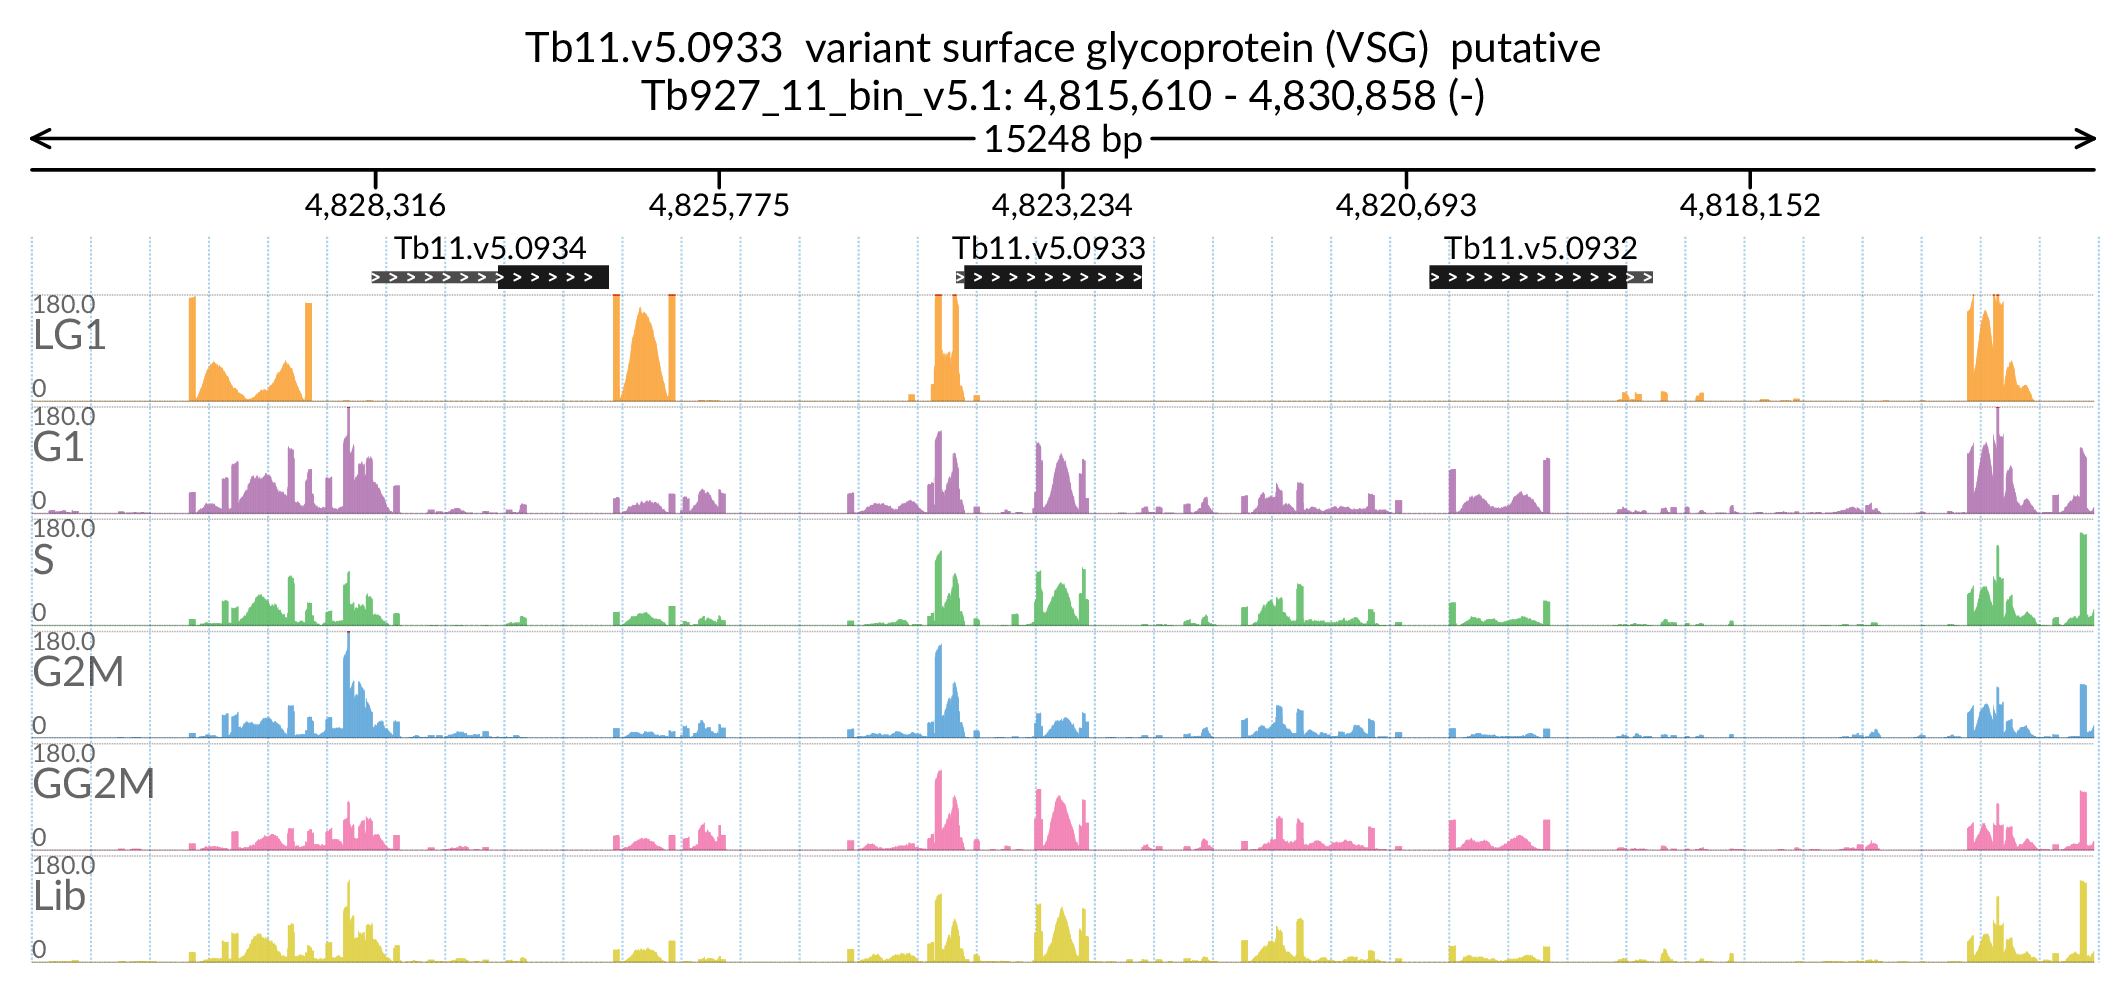 Tb11.v5.0933  variant surface glycoprotein (VSG)  putative
Tb927_11_bin_v5.1: 4,815,610 - 4,830,858 (-)
15248 bp
4,828,316 4,825,775 4,823,234 4,820,693 4,818,152
Tb11.v5.0934 Tb11.v5.0933 Tb11.v5.0932
180.0
LG1
0
180.0
G1
0
180.0
S
0
180.0
G2M
0
180.0
GG2M
0
180.0
Lib
0